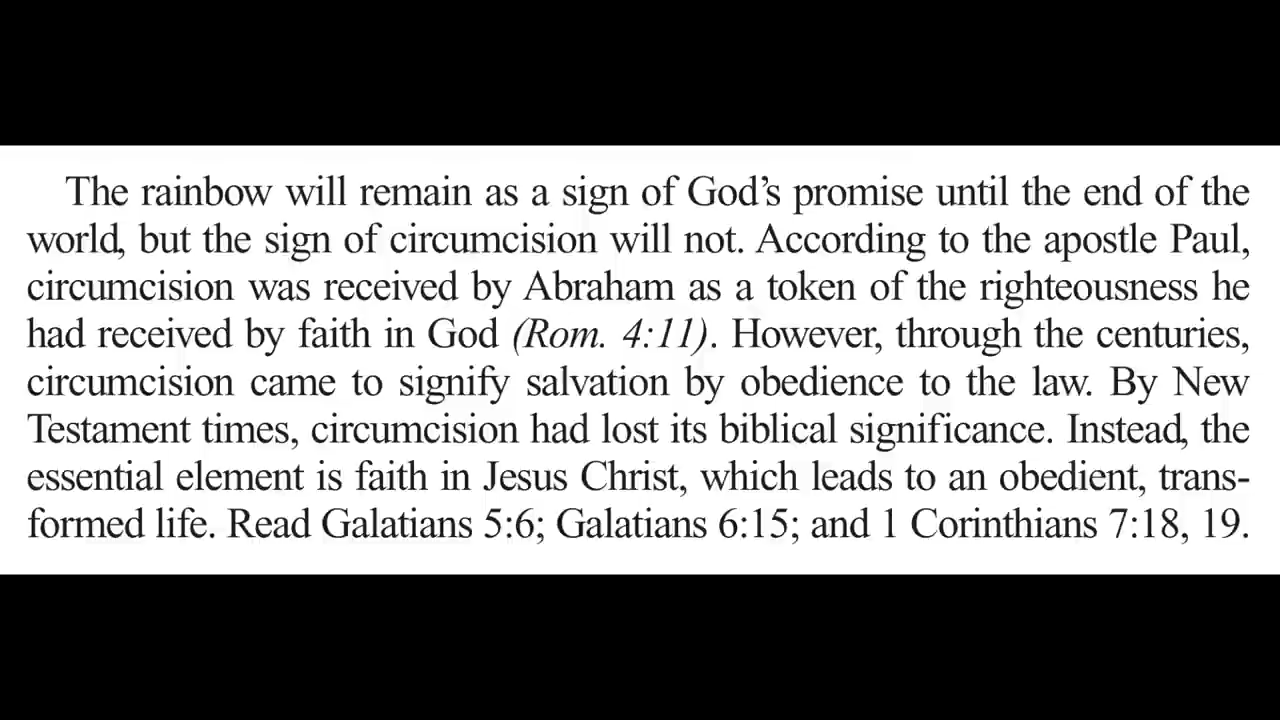 The rainbow will remain as a sign of God’s promise until the end of the
world, but the sign of circumcision will not. According to the apostle Paul,
circumcision was received by Abraham as a token of the righteousness he
had received by faith in God (Rom. 4:11). However, through the centuries,
circumcision came to signify salvation by obedience to the law. By New
Testament times, circumcision had lost its biblical significance. Instead, the
essential element is faith in Jesus Christ, which leads to an obedient, trans-
formed life. Read Galatians 5:6; Galatians 6:15; and 1 Corinthians 7:18, 19.